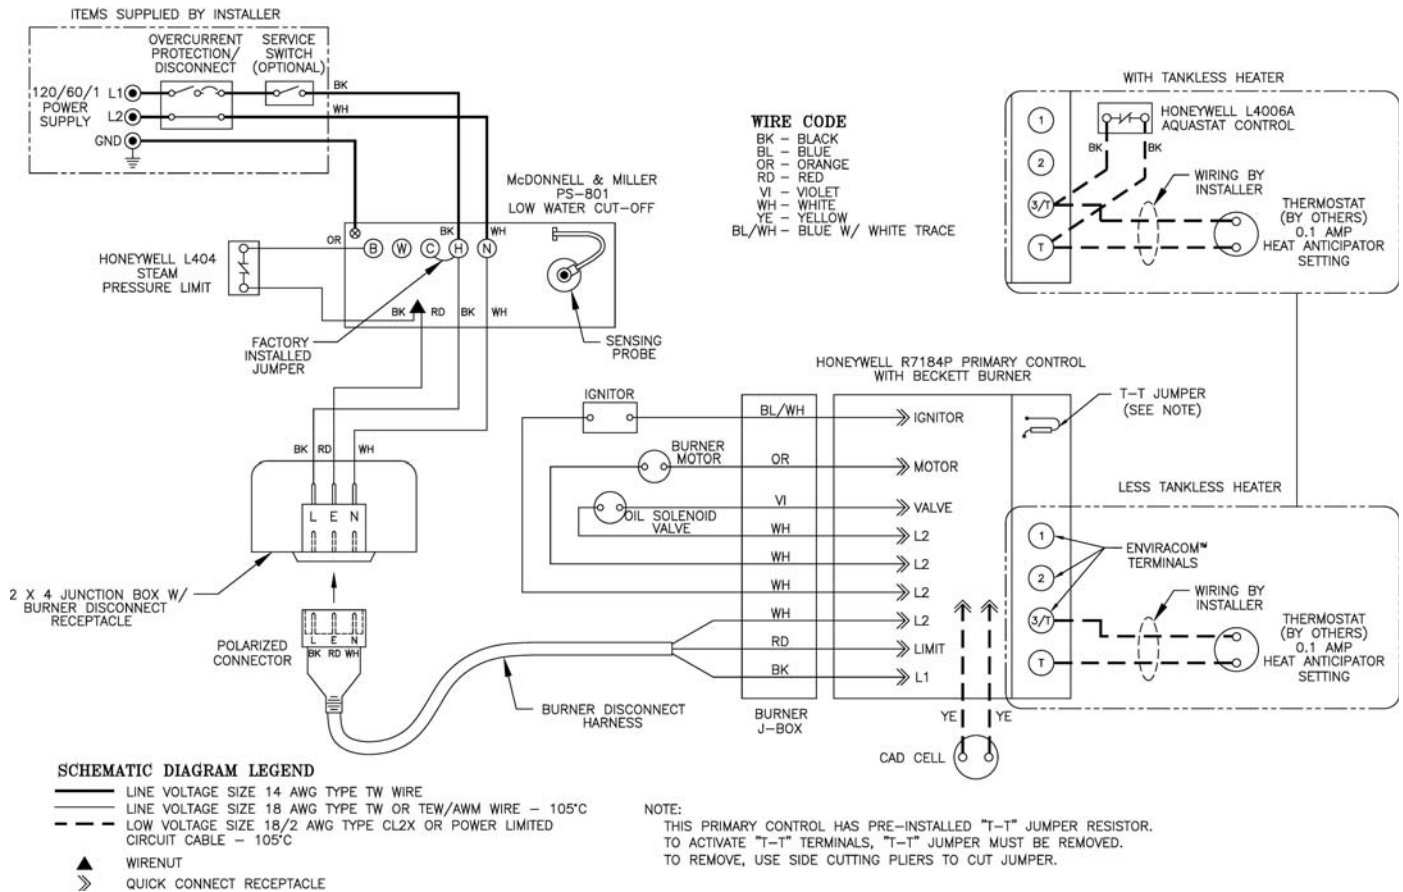 ITEMS SUPPLIED BY INSTALLER
OVERCURRENT
PROTECTION/
DISCONNECT
SERVICE
SWITCH
(OPTIONAL)
120/60/1
POWER
SUPPLY
L1
L2
GND
BK
WH
McDONNELL & MILLER
PS-801
LOW WATER CUT-OFF
OR
BK
WH
B
W
C
H
N
HONEYWELL L404
STEAM
PRESSURE LIMIT
BK
RD
BK
WH
FACTORY
INSTALLED
JUMPER
SENSING
PROBE
WIRE CODE
BK - BLACK
BL - BLUE
OR - ORANGE
RD - RED
VI - VIOLET
WH - WHITE
YE - YELLOW
BL/WH - BLUE W/ WHITE TRACE
WITH TANKLESS HEATER
1
2
3/T
T
HONEYWELL L4006A
AQUASTAT CONTROL
BK
BK
WIRING BY
INSTALLER
THERMOSTAT
(BY OTHERS)
0.1 AMP
HEAT ANTICIPATOR
SETTING
HONEYWELL R7184P PRIMARY CONTROL
WITH BECKETT BURNER
IGNITOR
BL/WH
IGNITOR
T-T JUMPER
(SEE NOTE)
BURNER
MOTOR
OR
MOTOR
OIL SOLENOID
VALVE
VI
VALVE
WH
L2
WH
L2
WH
L2
WH
L2
RD
LIMIT
BK
L1
BURNER
J-BOX
YE
YE
CAD CELL
LESS TANKLESS HEATER
1
2
3/T
T
ENVIRACOM™
TERMINALS
WIRING BY
INSTALLER
THERMOSTAT
(BY OTHERS)
0.1 AMP
HEAT ANTICIPATOR
SETTING
BK
RD
WH
L E N
2 X 4 JUNCTION BOX W/
BURNER DISCONNECT
RECEPTACLE
POLARIZED
CONNECTOR
L E N
BK RD WH
BURNER DISCONNECT
HARNESS
SCHEMATIC DIAGRAM LEGEND
LINE VOLTAGE SIZE 14 AWG TYPE TW WIRE
LINE VOLTAGE SIZE 18 AWG TYPE TW OR TEW/AWM WIRE - 105°C
LOW VOLTAGE SIZE 18/2 AWG TYPE CL2X OR POWER LIMITED
CIRCUIT CABLE - 105°C
WIRENUT
QUICK CONNECT RECEPTACLE
NOTE:
THIS PRIMARY CONTROL HAS PRE-INSTALLED "T-T" JUMPER RESISTOR.
TO ACTIVATE "T-T" TERMINALS, "T-T" JUMPER MUST BE REMOVED.
TO REMOVE, USE SIDE CUTTING PLIERS TO CUT JUMPER.